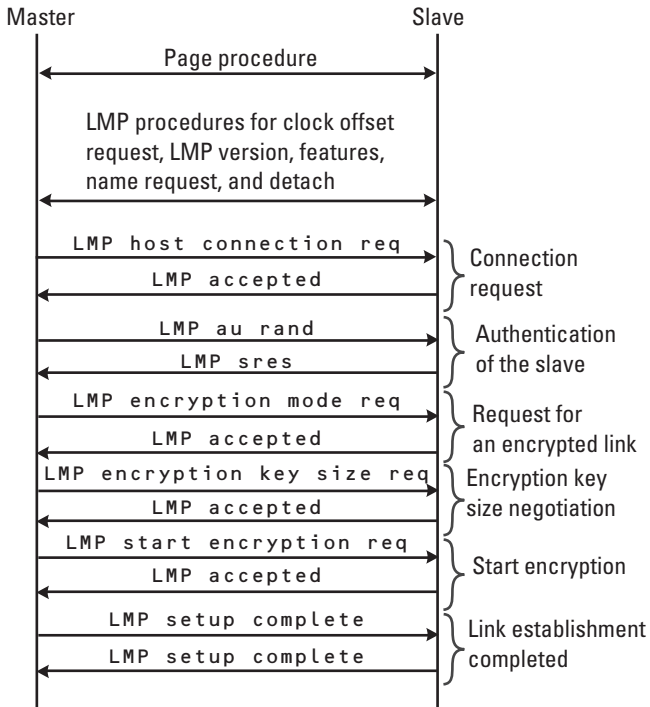 Master
Slave
Page procedure
LMP procedures for clock offset
request, LMP version, features,
name request, and detach
LMP host connection req
LMP accepted
Connection
request
LMP au rand
LMP sres
Authentication
of the slave
LMP encryption mode req
LMP accepted
Request for
an encrypted link
LMP encryption key size req
LMP accepted
Encryption key
size negotiation
LMP start encryption req
LMP accepted
Start encryption
LMP setup complete
LMP setup complete
Link establishment
completed